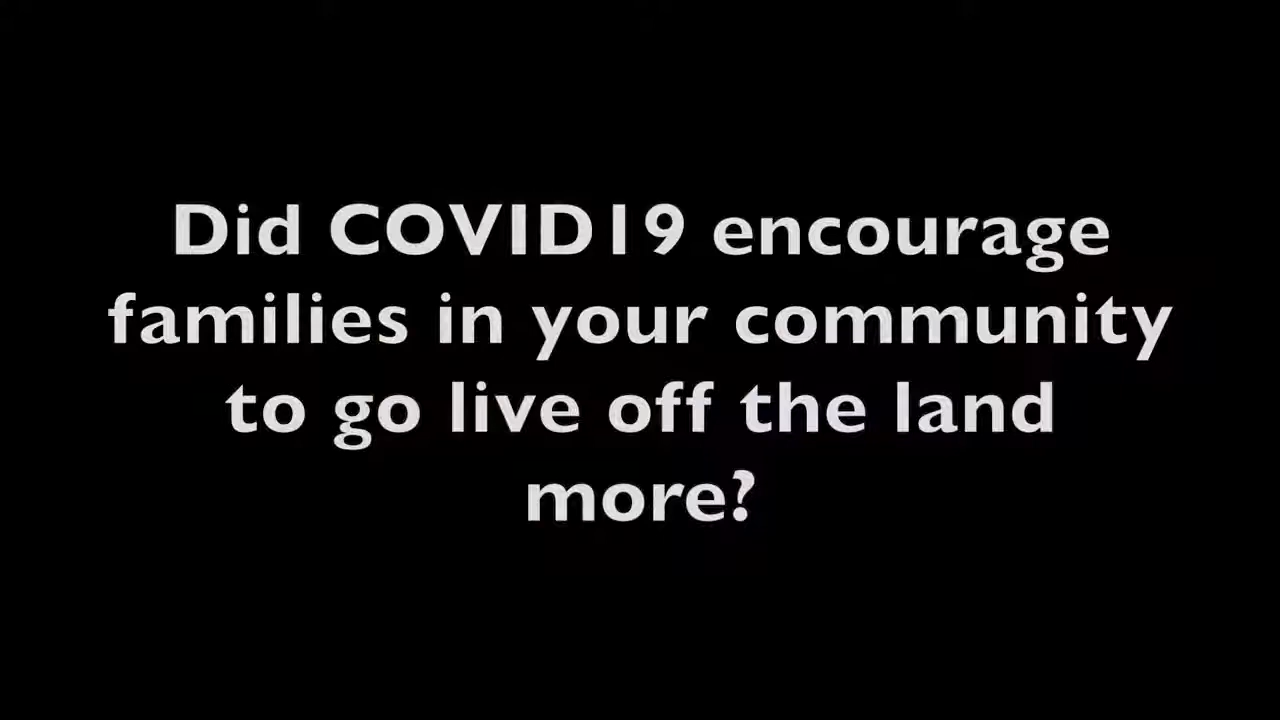 Did COVID19 encourage
families in your community
to go live off the land
more?